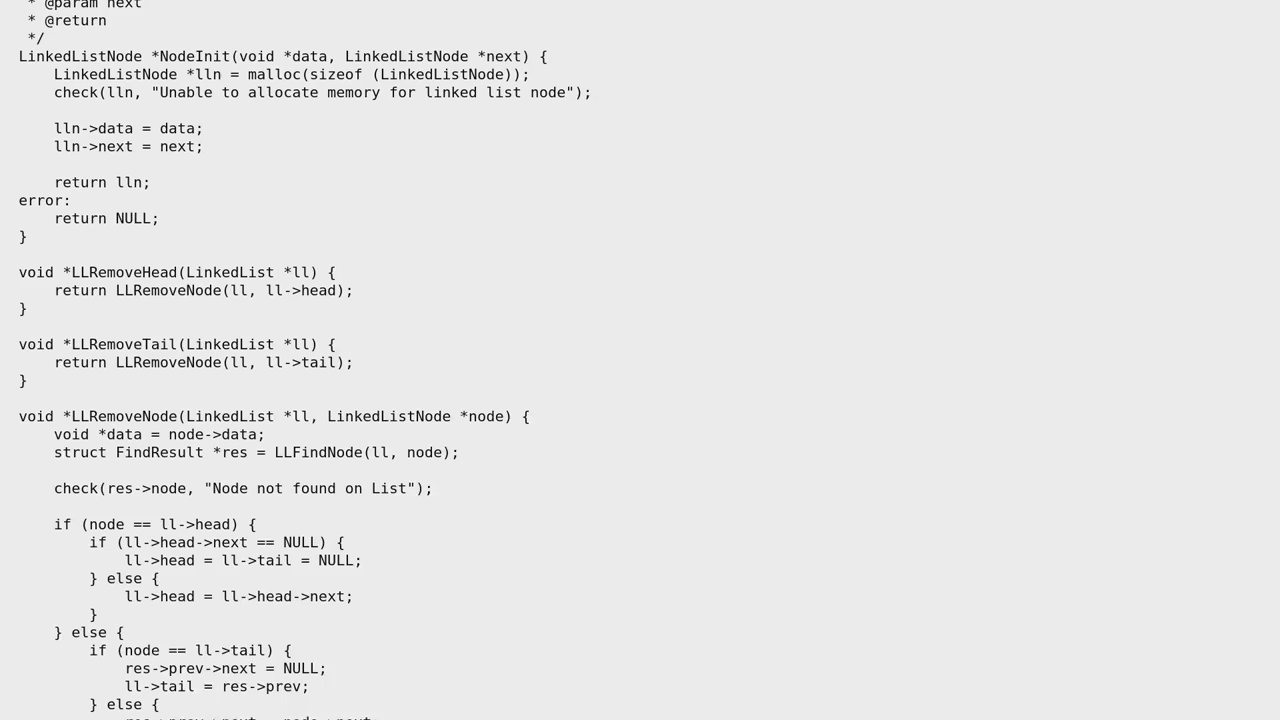 * @param next
 * @return
 */
LinkedListNode *NodeInit(void *data, LinkedListNode *next) {
    LinkedListNode *lln = malloc(sizeof (LinkedListNode));
    check(lln, "Unable to allocate memory for linked list node");

    lln->data = data;
    lln->next = next;

    return lln;
error:
    return NULL;
}

void *LLRemoveHead(LinkedList *ll) {
    return LLRemoveNode(ll, ll->head);
}

void *LLRemoveTail(LinkedList *ll) {
    return LLRemoveNode(ll, ll->tail);
}

void *LLRemoveNode(LinkedList *ll, LinkedListNode *node) {
    void *data = node->data;
    struct FindResult *res = LLFindNode(ll, node);

    check(res->node, "Node not found on List");

    if (node == ll->head) {
        if (ll->head->next == NULL) {
            ll->head = ll->tail = NULL;
        } else {
            ll->head = ll->head->next;
        }
    } else {
        if (node == ll->tail) {
            res->prev->next = NULL;
            ll->tail = res->prev;
        } else {